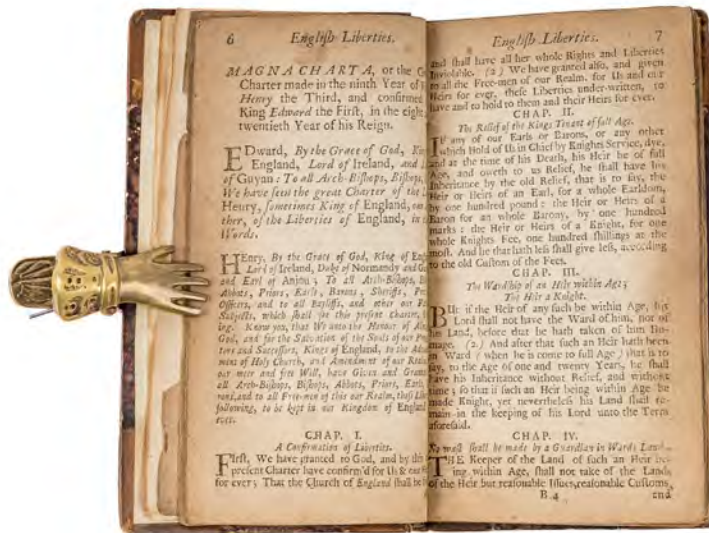 6 English Liberties.
MAGNA CHARTA, or the
Charter made in the ninth Year of
Henry the Third, and confirmed
King Edward the First, in the eight
twentieth Year of his Reign.
EDward, By the Grace of God, King
England, Lord of Ireland, and
of Guyan: To all Arch-Bishops, Bishops,
We have seen the great Charter of the
Henry, sometimes King of England, our
ther, of the Liberties of England, in
Words.
HEnry, By the Grace of God, King of Eng
Lord of Ireland, Duke of Normandy and
and Earl of Anjou; To all Arch-Bishops,
Abbots, Priors, Earls, Barons, Sheriffs,
Officers, and to all Bayliffs, and other our
Subjects, which shall see this present Charter,
ing. Know you, that We unto the Honour of
God, and for the Salvation of the Souls of our
tors and Successors, Kings of England, to the
ment of Holy Church, and Amendment of our
our meer and free Will, have Given and
all Arch-Bishops, Bishops, Abbots, Priors, Earls,
rons, and to all Free-men of this our Realm,
following, to be kept in our Kingdom of England
ever.
CHAP. I.
A Confirmation of Liberties.
FIrst, We have granted to God, and by this
present Charter have confirm'd for Us &
for ever; That the Church of England shall be
English Liberties. 7
and shall have all her whole Rights and Liberties
Inviolable. (2) We have granted also, and given
to all the Free-men of our Realm, for Us and our
Heirs for ever, these Liberties under-written, to
have and to hold to them and their Heirs for ever.
CHAP. II.
The Relief of the Kings Tenant of full Age.
IF any of our Earls or Barons, or any other
which Hold of Us in Chief by Knights Service, dye,
and at the time of his Death, his Heir be of full
Age, and oweth to us Relief, he shall have his
Inheritance by the old Relief, that is to say, the
Heir or Heirs of an Earl, for a whole Earldom,
by one hundred pound: the Heir or Heirs of a
Baron for an whole Barony, by one hundred
marks: the Heir or Heirs of a Knight, for one
whole Knights Fee, one hundred shillings at the
most. And he that hath less shall give less, according
to the old Custom of the Fees.
CHAP. III.
The Wardship of an Heir within Age;
The Heir a Knight.
BUt if the Heir of any such be within Age, his
Lord shall not have the Ward of him, nor of
his Land, before that he hath taken of him Ho-
mage. (2.) And after that such an Heir hath been
in Ward (when he is come to full Age) that is to
say, to the Age of one and twenty Years, he shall
have his Inheritance without Relief, and without
time; so that if such an Heir being within Age be
made Knight, yet nevertheless his Land shall re-
main in the keeping of his Lord unto the Term
aforesaid.
CHAP. IV.
No wast shall be made by a Guardian in Wards Land.
THE Keeper of the Land of such an Heir be-
ing within Age, shall not take of the Lands
of the Heir but reasonable Issues, reasonable Customs,
B 4 and